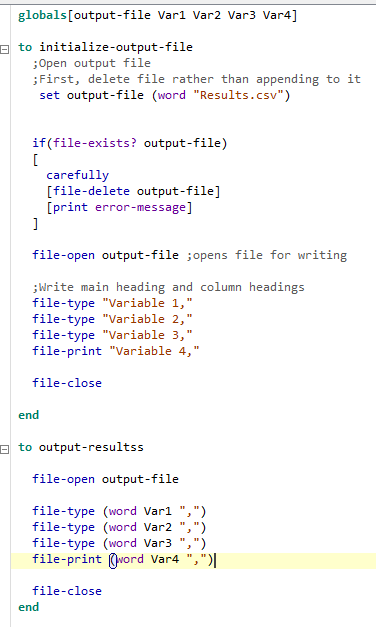 globals[output-file Var1 Var2 Var3 Var4]
to initialize-output-file
;Open output file
;First, delete file rather than appending to it
set output-file (word "Results.csv")
if(file-exists? output-file)
[
carefully
[file-delete output-file]
[print error-message]
]
file-open output-file ;opens file for writing
;Write main heading and column headings
file-type "Variable 1,"
file-type "Variable 2,"
file-type "Variable 3,"
file-print "Variable 4,"
file-close
end
to output-resultss
file-open output-file
file-type (word Var1 ",")
file-type (word Var2 ",")
file-type (word Var3 ",")
file-print (word Var4 ",")
file-close
end